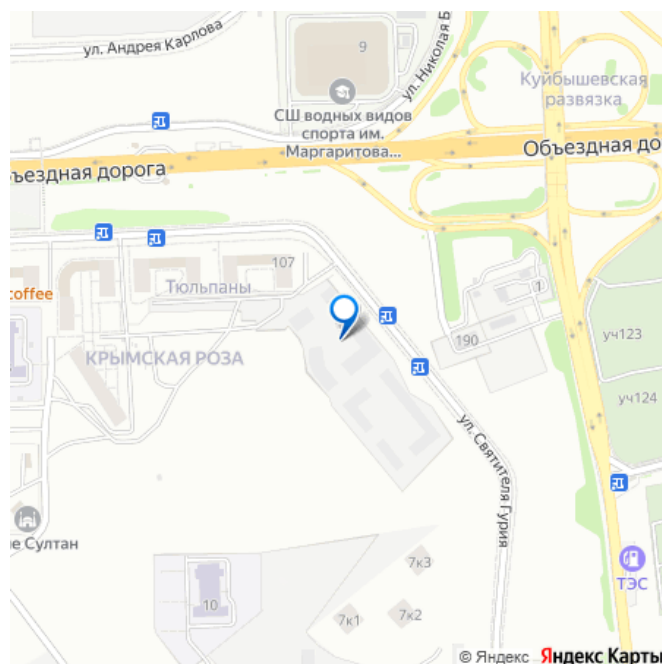 ул. Андрея Карлова
9
ул. Николая Б
СШ водных видов
спорта им.
Маргаритова...
Куйбышевская
развязка
ъездная дорога
Объездная до
107
Тюльпаны
coffee
1
190
уч123
КРЫМСКАЯ РОЗА
уч124
ул. Святителя Гурия
е Султан
7к3
ТЭС
10
7к2
7к1
© Яндекс Яндекс Карты